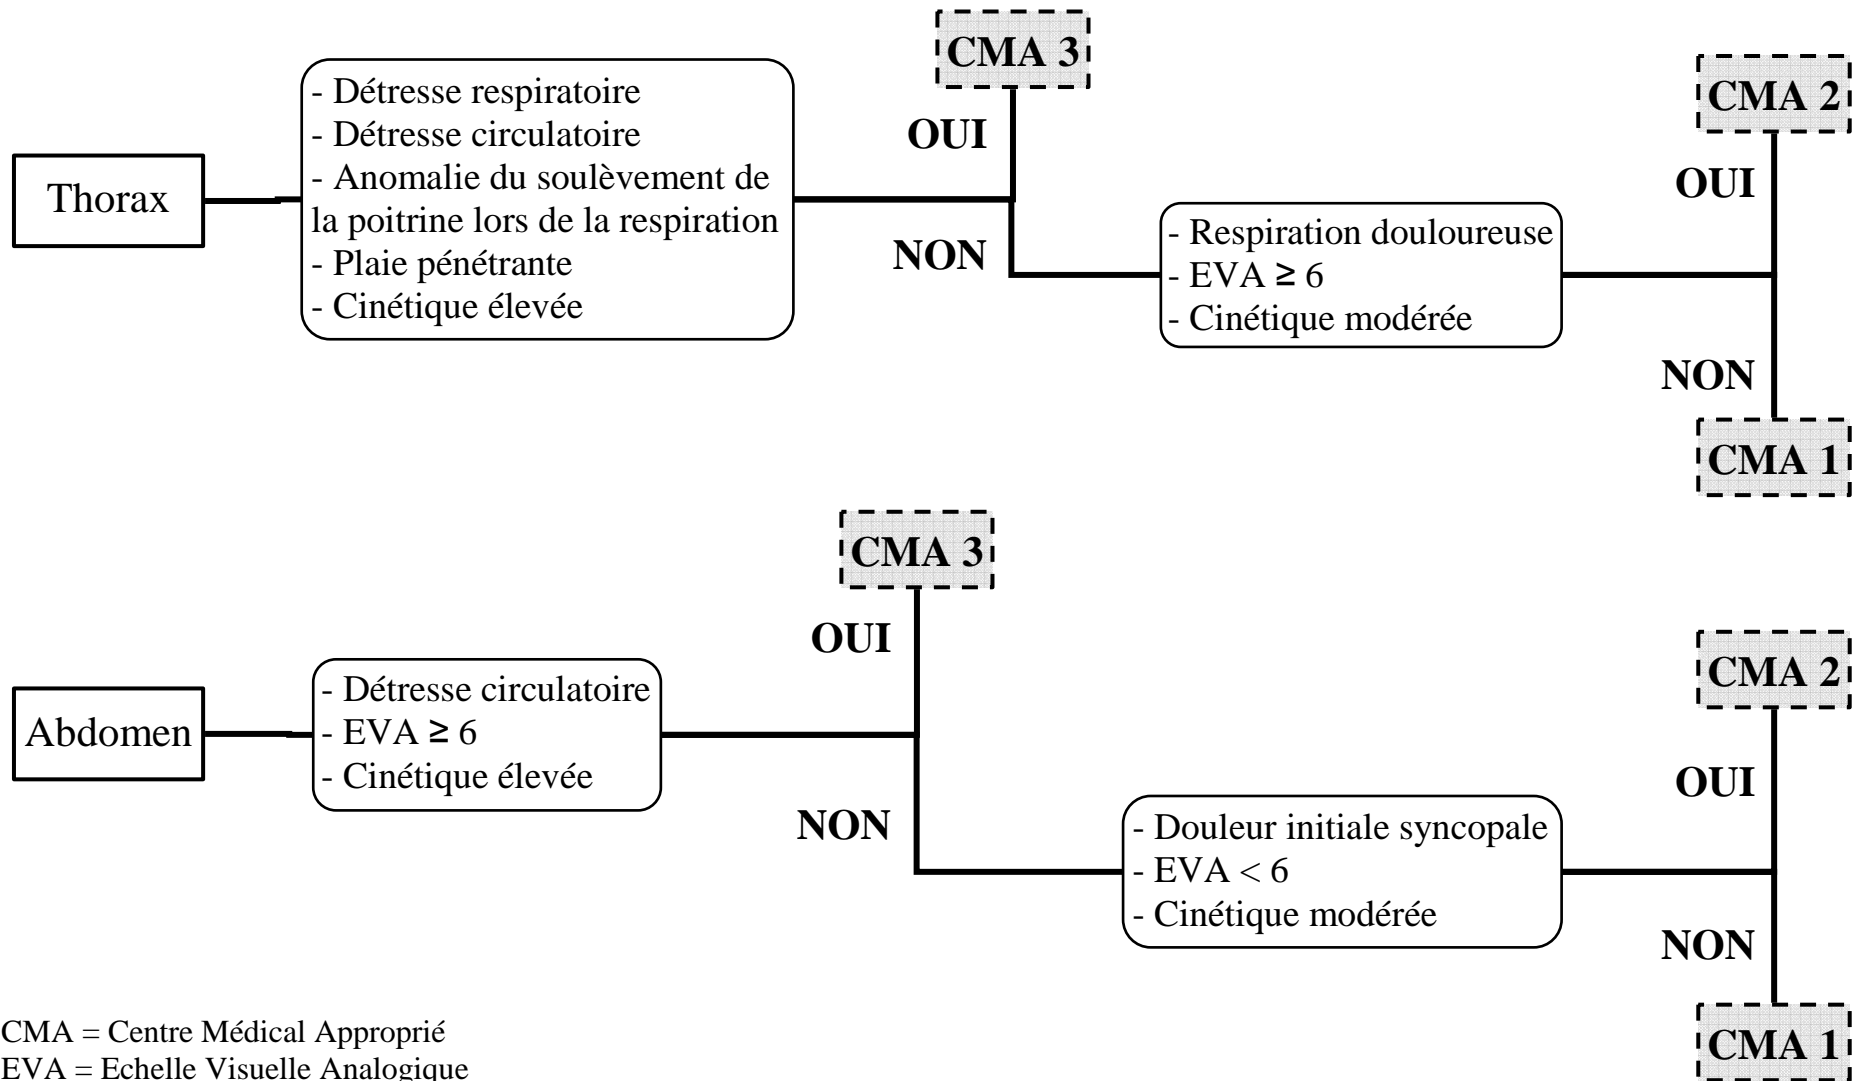 CMA 3
CMA 2
- Détresse respiratoire
- Détresse circulatoire
- Anomalie du soulèvement de
la poitrine lors de la respiration
- Plaie pénétrante
- Cinétique élevée
Thorax
OUI
NON
OUI
- Respiration douloureuse
- EVA ≥ 6
- Cinétique modérée
NON
CMA 1
CMA 3
OUI
CMA 2
Abdomen
- Détresse circulatoire
- EVA ≥ 6
- Cinétique élevée
NON
OUI
- Douleur initiale syncopale
- EVA < 6
- Cinétique modérée
NON
CMA 1
CMA = Centre Médical Approprié
EVA = Echelle Visuelle Analogique